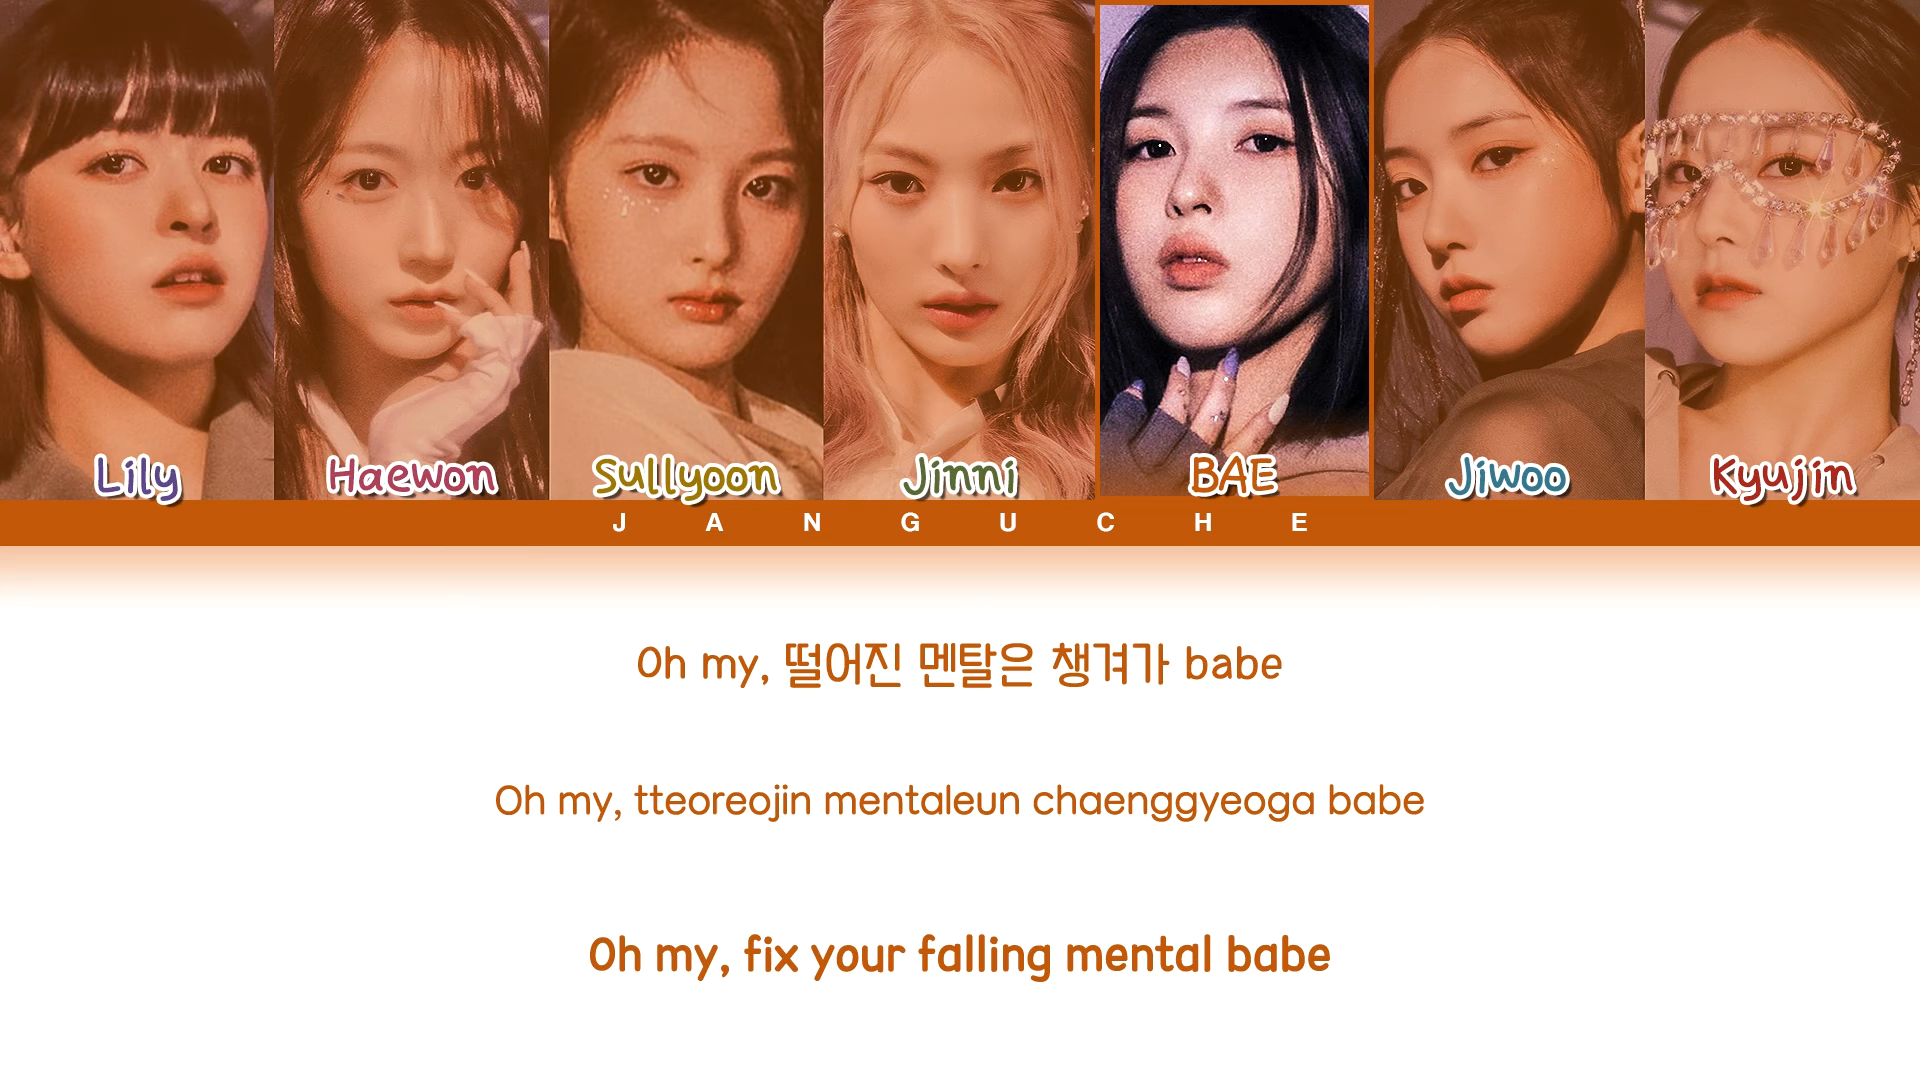 Lily Haewon Sullyoon Jinni BAE Jiwoo Kyujin
JANGUCHE
Oh my, 떨어진 멘탈은 챙겨가 babe
Oh my, tteoreojin mentaleun chaenggyeoga babe
Oh my, fix your falling mental babe